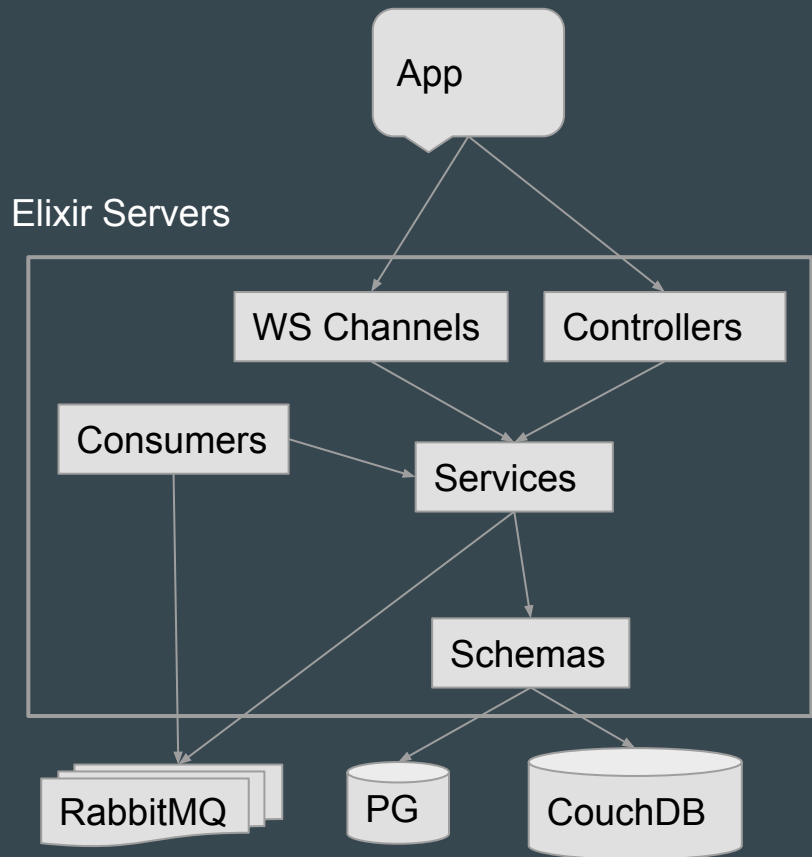 App
Elixir Servers
WS Channels
Controllers
Consumers
Services
Schemas
RabbitMQ
PG
CouchDB